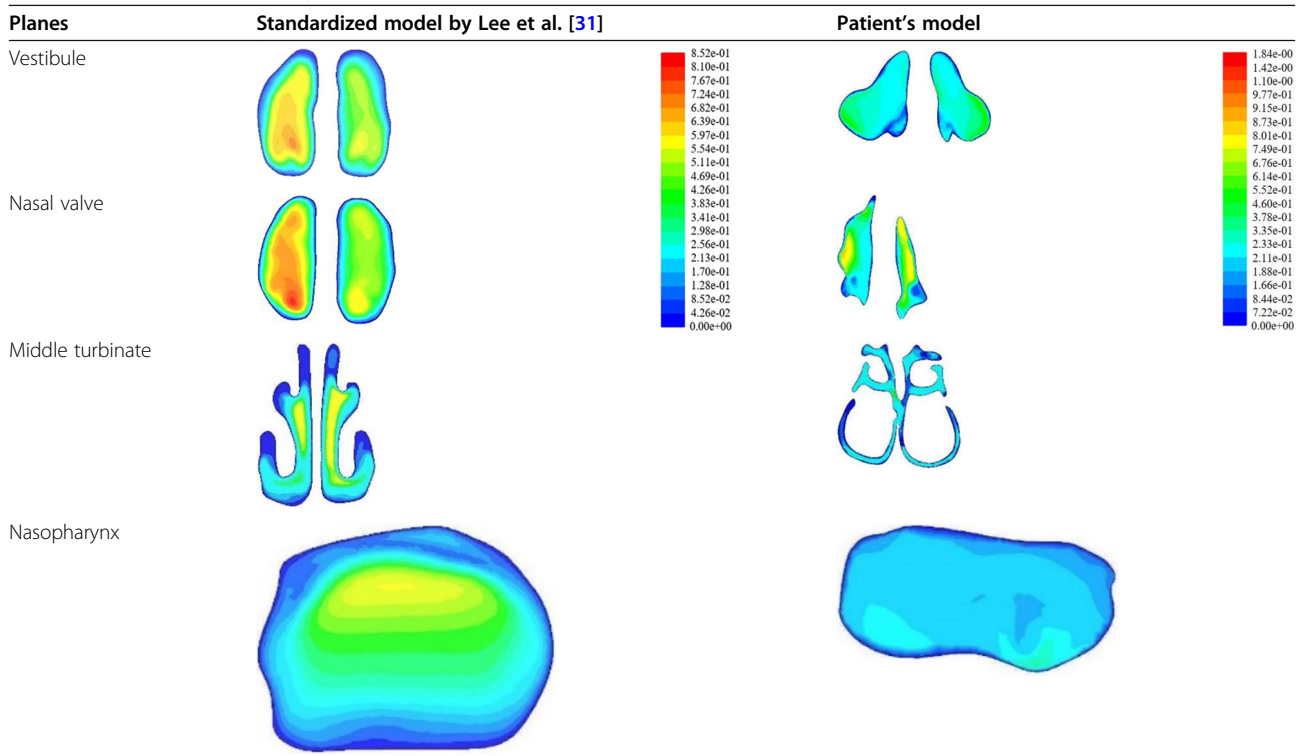 Planes Standardized model by Lee et al. [31] Patient's model
Vestibule
8.52e-01
8.10e-01
7.67e-01
7.24e-01
6.82e-01
6.39e-01
5.97e-01
5.54e-01
5.11e-01
4.69e-01
4.26e-01
3.83e-01
3.41e-01
2.98e-01
2.56e-01
2.13e-01
1.70e-01
1.28e-01
8.52e-02
4.26e-02
0.00e+00
1.84e-00
1.42e-00
1.10e-00
9.77e-01
9.15e-01
8.73e-01
8.01e-01
7.49e-01
6.76e-01
6.14e-01
5.52e-01
4.60e-01
3.78e-01
3.35e-01
2.33e-01
2.11e-01
1.88e-01
1.66e-01
8.44e-02
7.22e-02
0.00e+00
Nasal valve
Middle turbinate
Nasopharynx